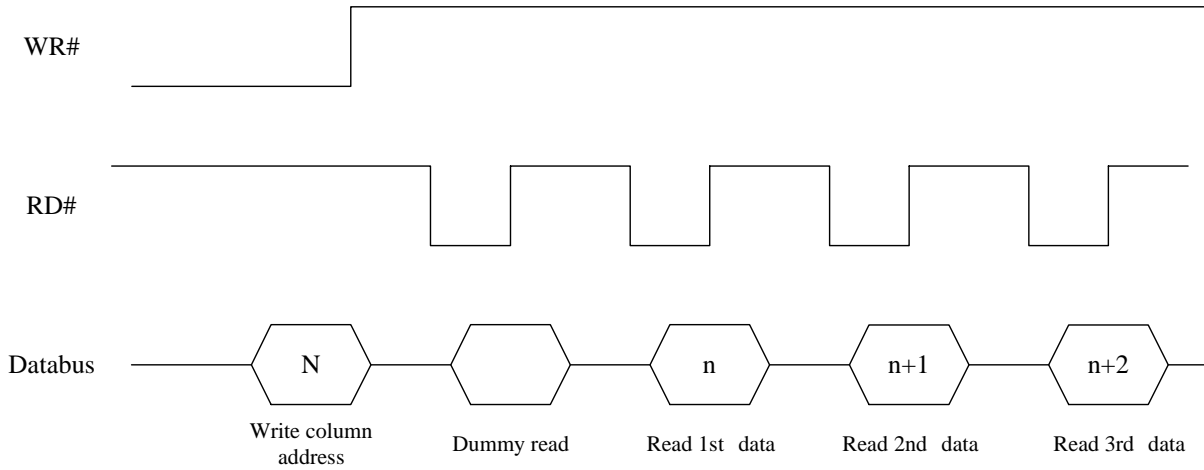 WR#
RD#
Databus
N
n
n+1
n+2
Write column
address
Dummy read
Read 1st data
Read 2nd data
Read 3rd data